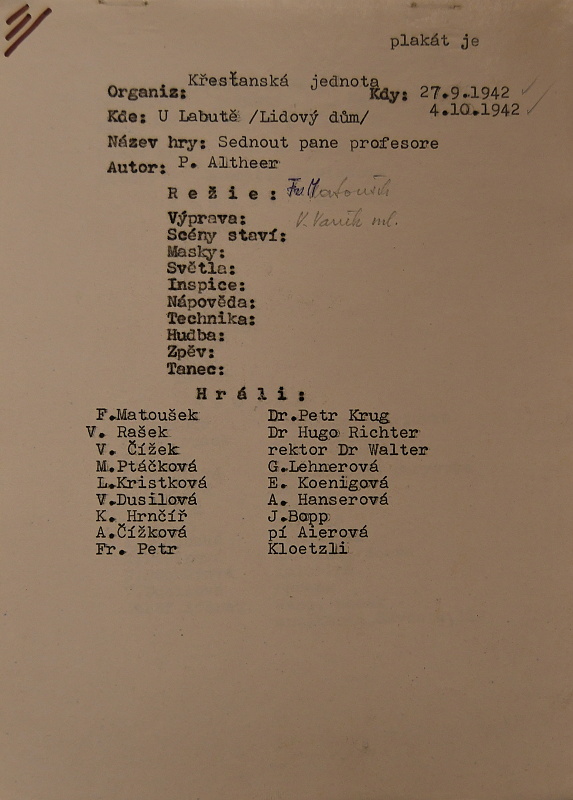 plakát je
Organiz: Křesťanská jednota Kdy: 27.9.1942
4.10.1942
Kde: U Labutě /Lidový dům/
Název hry: Sednout pane profesore
Autor: P. Altheer
Režie: Fr. Matoušek
Výprava: V. Vaněk ml.
Scény staví:
Masky:
Světla:
Inspice:
Nápověda:
Technika:
Hudba:
Zpěv:
Tanec:
Hráli:
F.Matoušek Dr.Petr Krug
V. Rašek Dr Hugo Richter
V. Čížek rektor Dr Walter
M.Ptáčková G.Lehnerová
L.Kristková E. Koenigová
V.Dusilová A. Hanserová
K. Hrnčíř J.Bopp
A.Čížková pí Aierová
Fr. Petr Kloetzli